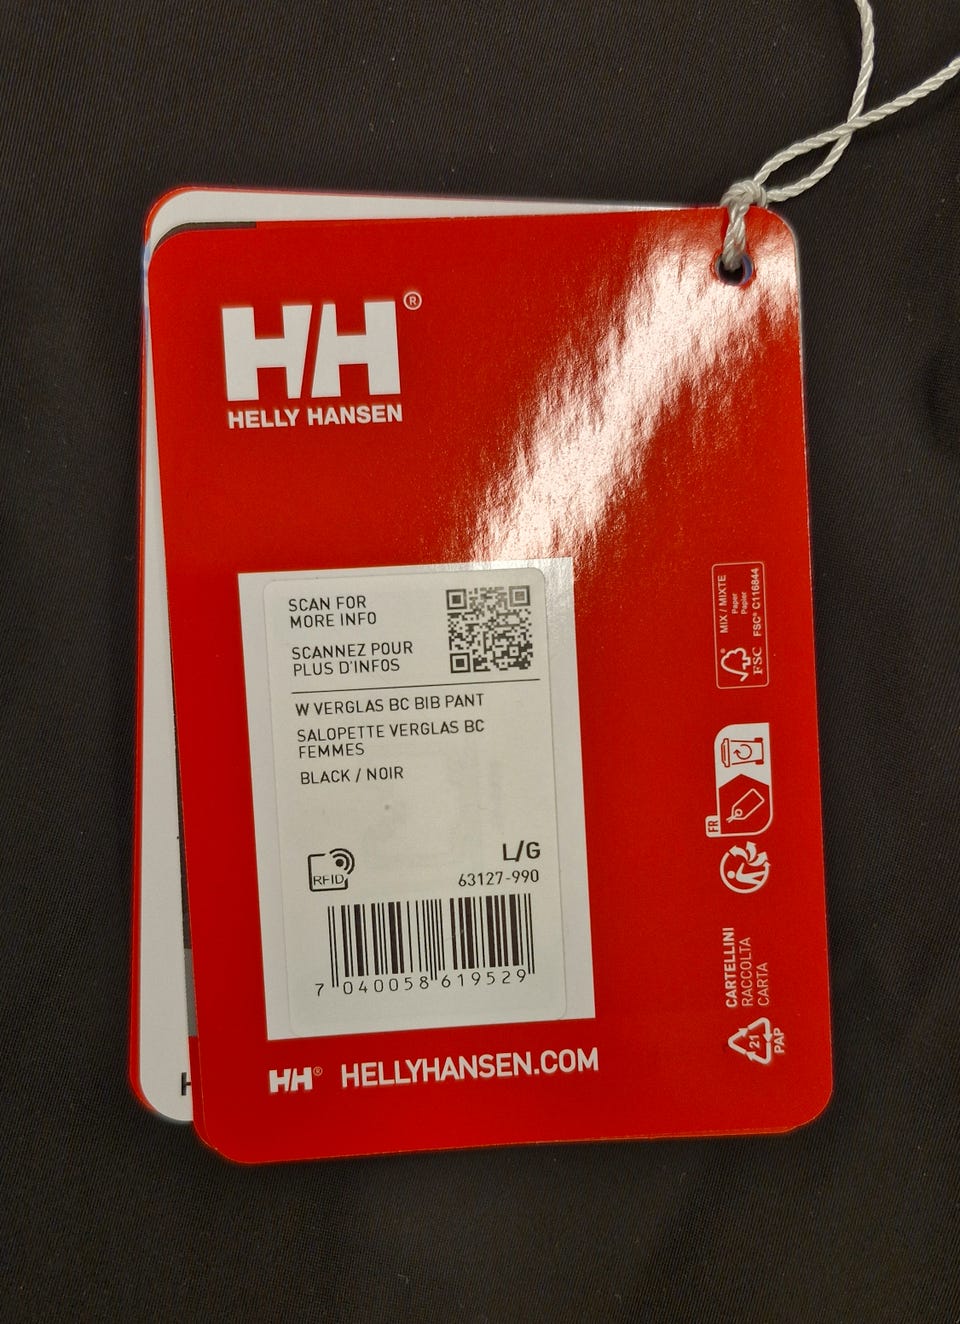 HH®
HELLY HANSEN
SCAN FOR
MORE INFO
SCANNEZ POUR
PLUS D'INFOS
W VERGLAS BC BIB PANT
SALOPETTE VERGLAS BC
FEMMES
BLACK / NOIR
L/G
RFID
63127-990
7 040058 619529
HH® HELLYHANSEN.COM
MIX / MIXTE
Paper
Papier
FSC® C116844
FSC
FR
CARTELLINI
RACCOLTA
CARTA
21
PAP
H